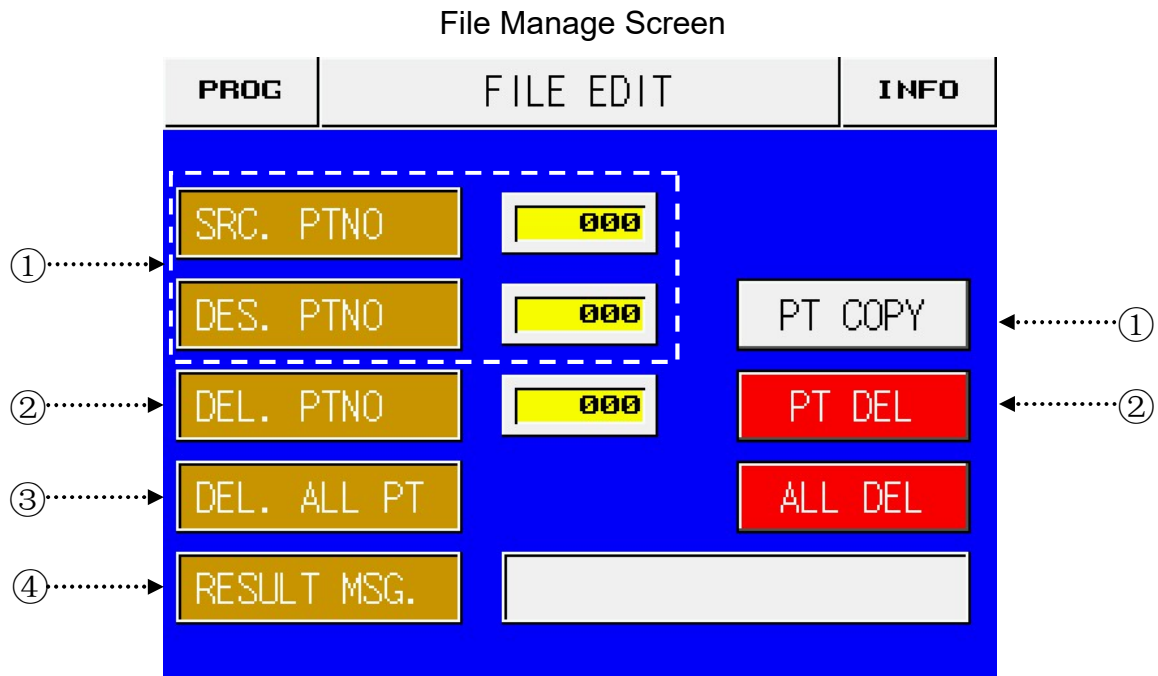 File Manage Screen
PROG FILE EDIT INFO
SRC. PTNO 000
①
DES. PTNO 000 PT COPY ①
② DEL. PTNO 000 PT DEL ②
③ DEL. ALL PT ALL DEL
④ RESULT MSG.